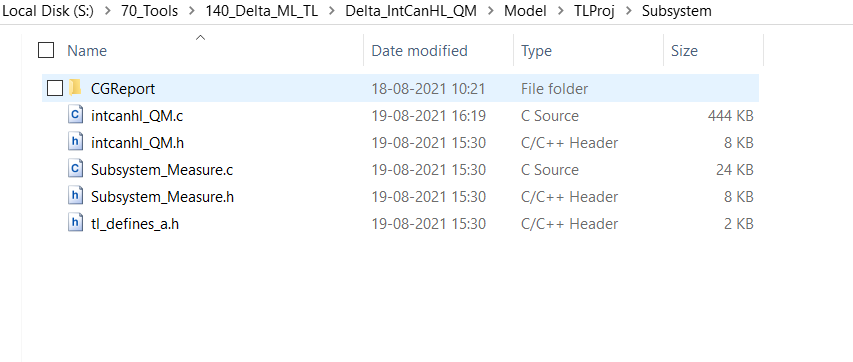 Local Disk (S:) > 70_Tools > 140_Delta_ML_TL > Delta_IntCanHL_QM > Model > TLProj > Subsystem
Name Date modified Type Size
CGReport 18-08-2021 10:21 File folder
intcanhl_QM.c 19-08-2021 16:19 C Source 444 KB
intcanhl_QM.h 19-08-2021 15:30 C/C++ Header 8 KB
Subsystem_Measure.c 19-08-2021 15:30 C Source 24 KB
Subsystem_Measure.h 19-08-2021 15:30 C/C++ Header 8 KB
tl_defines_a.h 19-08-2021 15:30 C/C++ Header 2 KB